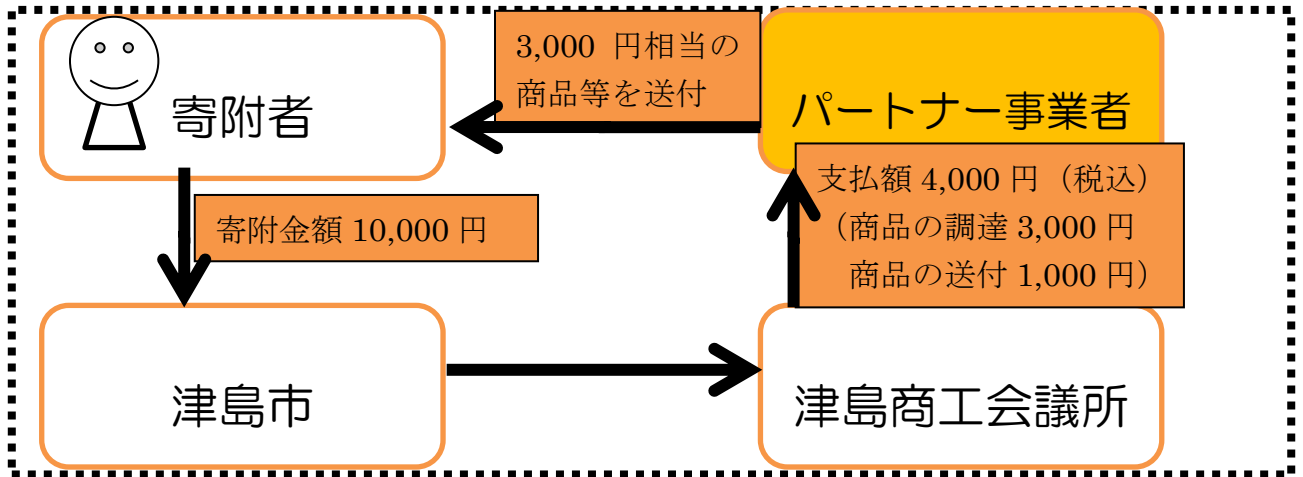 寄附者
3,000 円相当の
商品等を送付
パートナー事業者
寄附金額 10,000 円
支払額 4,000 円（税込）
（商品の調達 3,000 円
商品の送付 1,000 円）
津島市
津島商工会議所